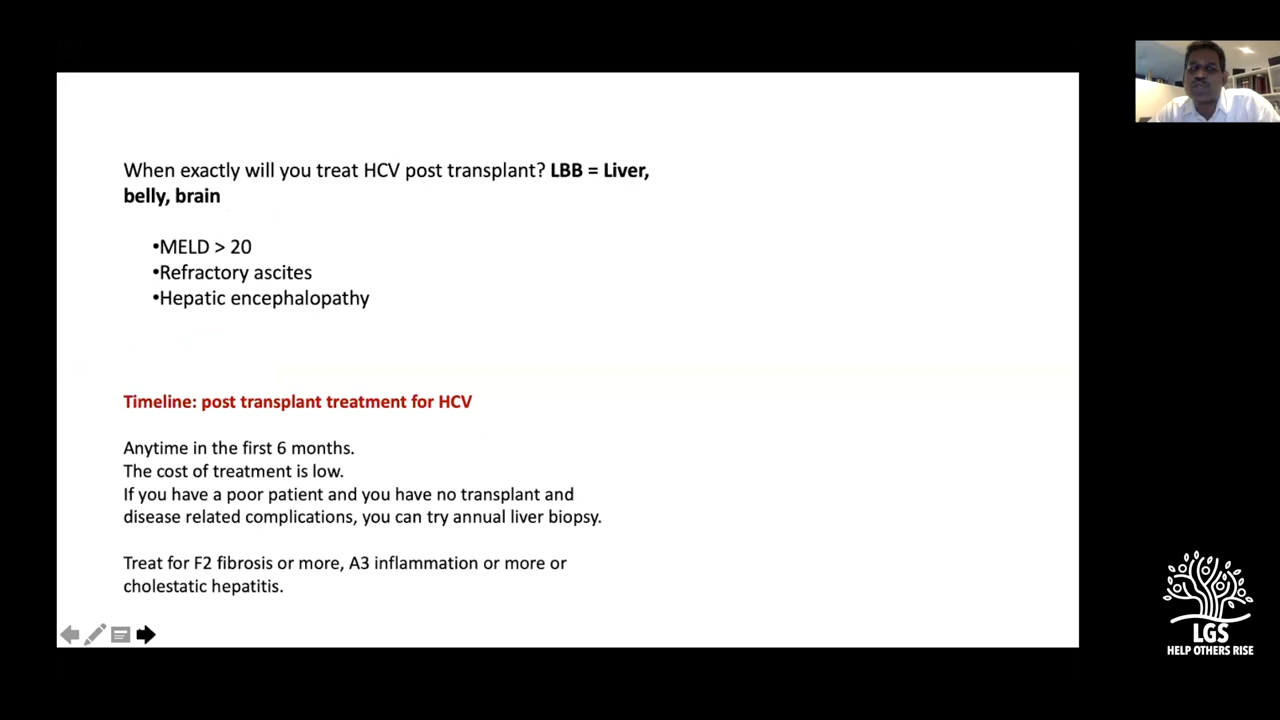 When exactly will you treat HCV post transplant? LBB = Liver,
belly, brain
•MELD > 20
•Refractory ascites
•Hepatic encephalopathy
Timeline: post transplant treatment for HCV
Anytime in the first 6 months.
The cost of treatment is low.
If you have a poor patient and you have no transplant and
disease related complications, you can try annual liver biopsy.
Treat for F2 fibrosis or more, A3 inflammation or more or
cholestatic hepatitis.
LGS
HELP OTHERS RISE